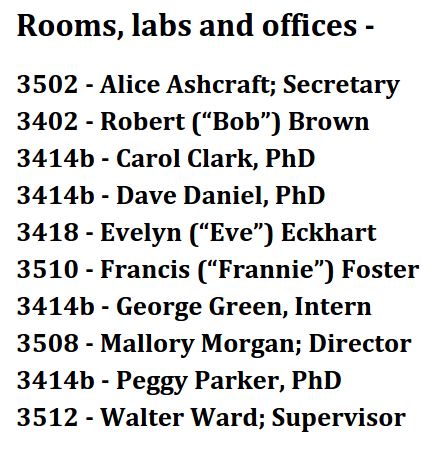 Rooms, labs and offices -
3502 - Alice Ashcraft; Secretary
3402 - Robert (“Bob”) Brown
3414b - Carol Clark, PhD
3414b - Dave Daniel, PhD
3418 - Evelyn (“Eve”) Eckhart
3510 - Francis (“Frannie”) Foster
3414b - George Green, Intern
3508 - Mallory Morgan; Director
3414b - Peggy Parker, PhD
3512 - Walter Ward; Supervisor